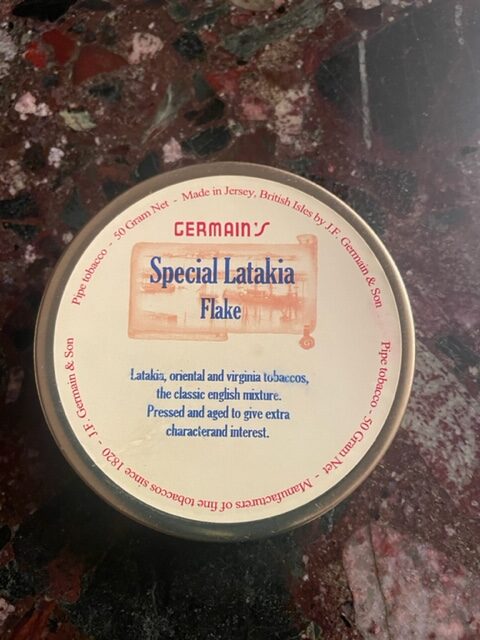 Pipe tobacco - 50 Gram Net - Made in Jersey, British Isles by J.F. Germain & Son
GERMAIN'S
Special Latakia
Flake
Latakia, oriental and virginia tobaccos,
the classic english mixture.
Pressed and aged to give extra
characterand interest.
Pipe tobacco - 50 Gram Net - Manufacturers of fine tobaccos since 1820 - J.F. Germain & Son